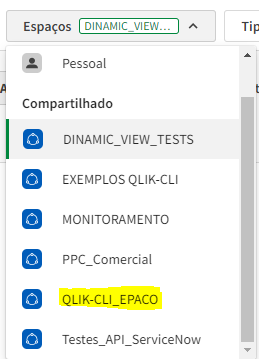 Espaços DINAMIC_VIEW... Tip
Pessoal
Compartilhado
DINAMIC_VIEW_TESTS
EXEMPLOS QLIK-CLI
MONITORAMENTO
PPC_Comercial
QLIK-CLI_EPACO
Testes_API_ServiceNow